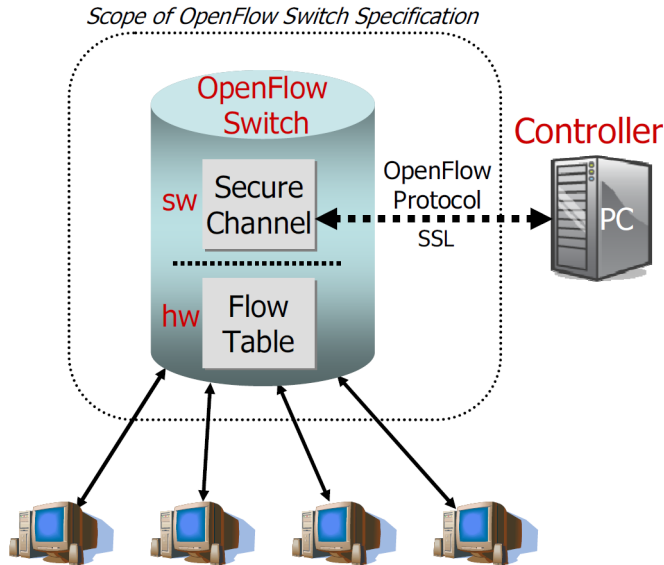 Scope of OpenFlow Switch Specification
OpenFlow
Switch
Controller
sw
Secure
Channel
OpenFlow
Protocol
SSL
PC
hw
Flow
Table